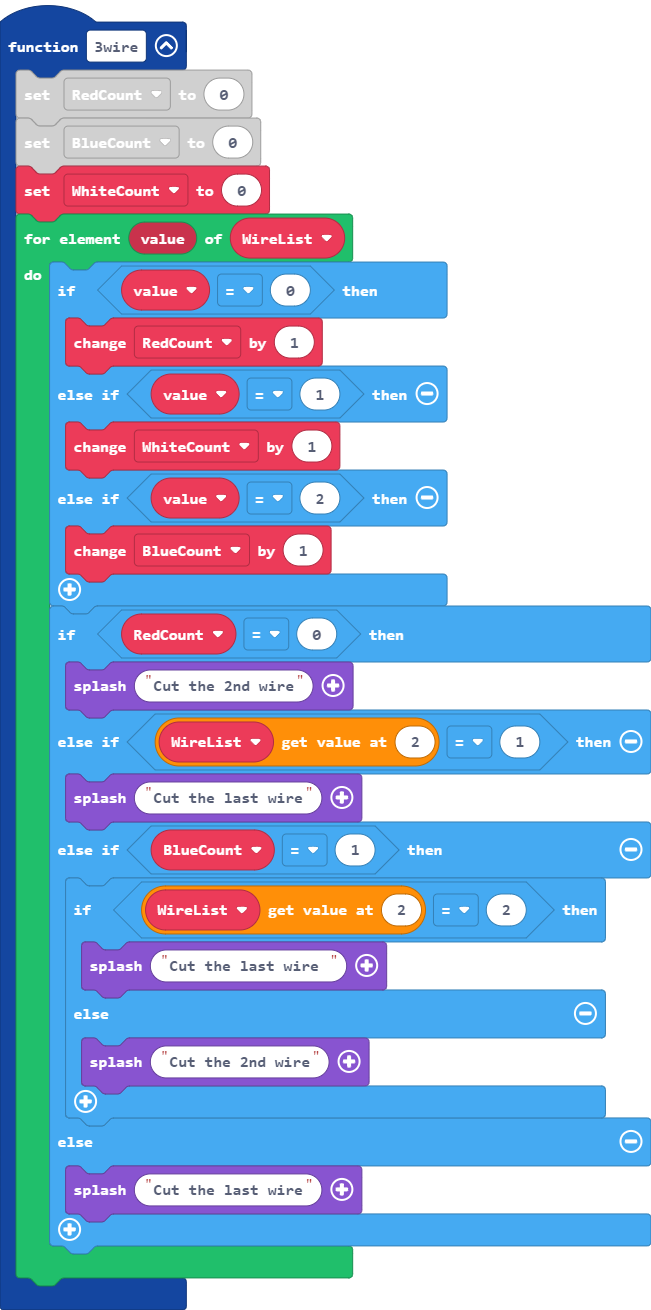 function 3wire
set RedCount to 0
set BlueCount to 0
set WhiteCount to 0
for element value of WireList
do
if value = 0 then
change RedCount by 1
else if value = 1 then
change WhiteCount by 1
else if value = 2 then
change BlueCount by 1
if RedCount = 0 then
splash "Cut the 2nd wire"
else if WireList get value at 2 = 1 then
splash "Cut the last wire"
else if BlueCount = 1 then
if WireList get value at 2 = 2 then
splash "Cut the last wire "
else
splash "Cut the 2nd wire"
else
splash "Cut the last wire"